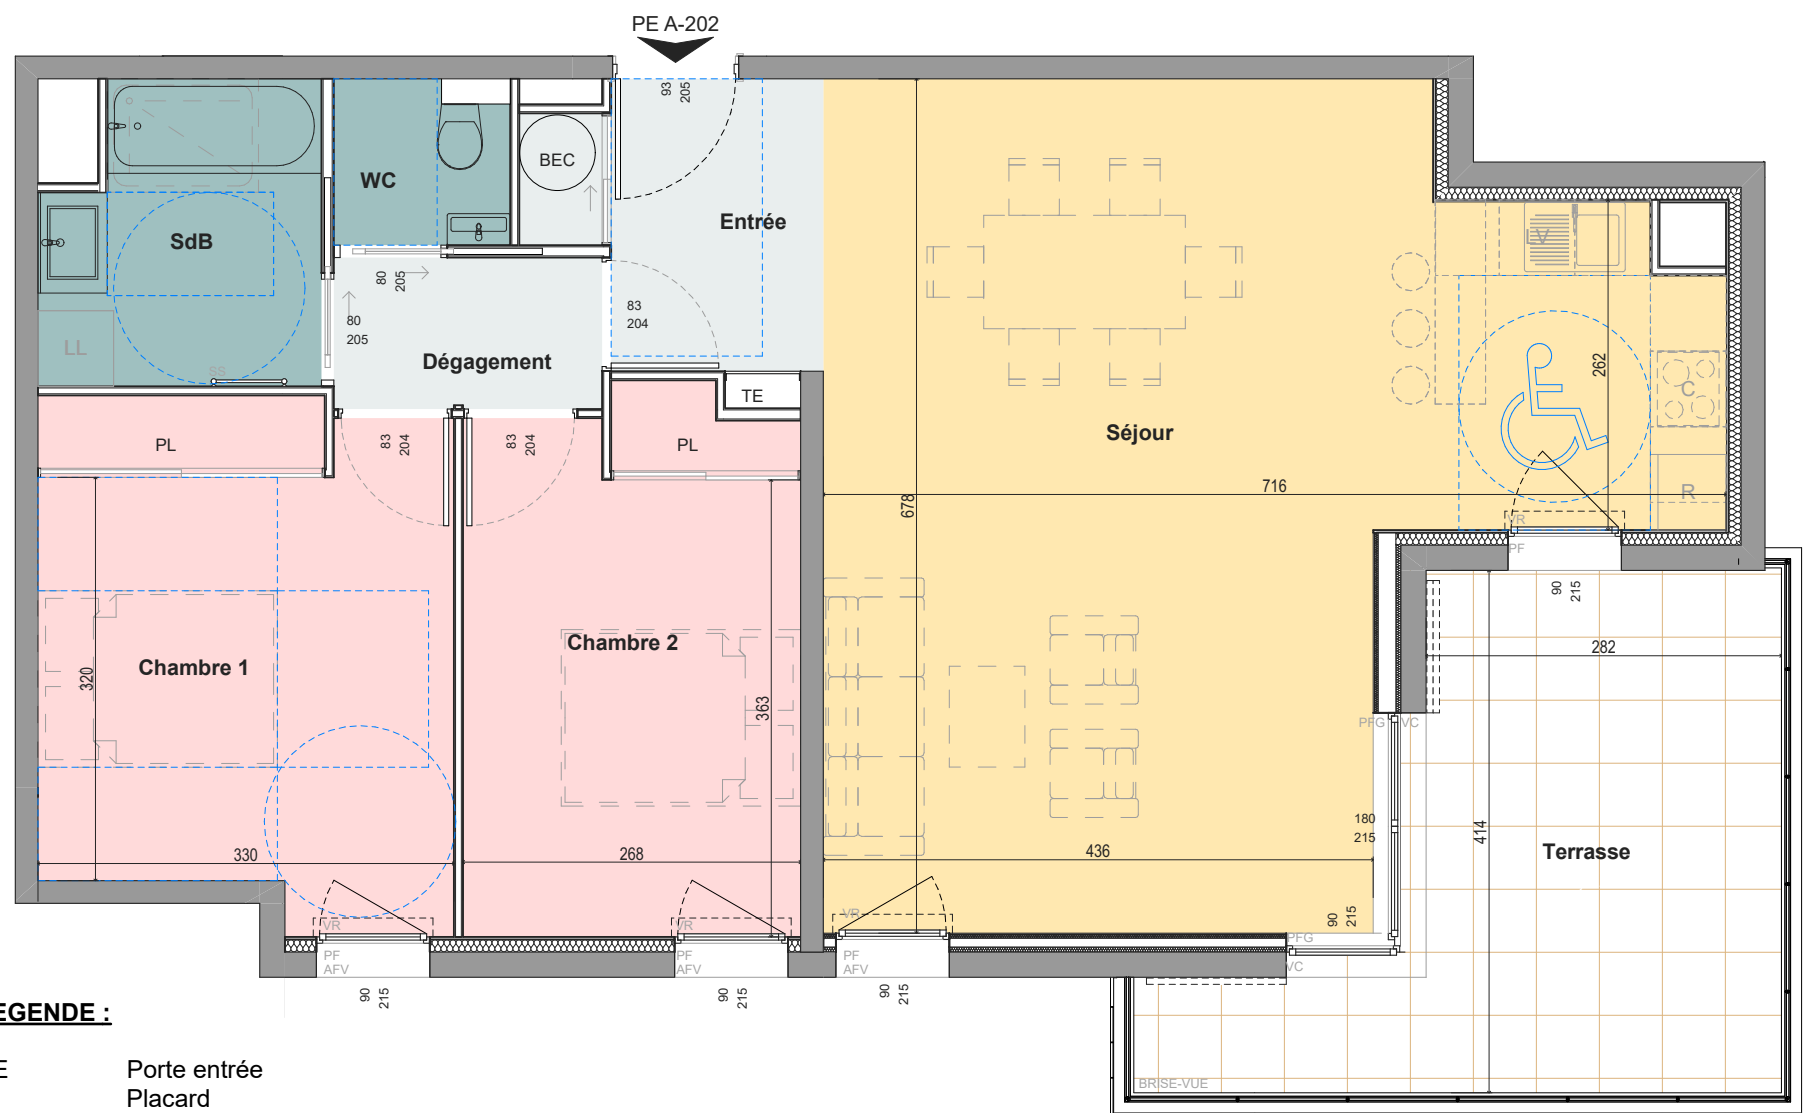 PE A-202
93
205
BEC
WC
Entrée
SdB
LV
80
205
83
204
80
205
LL
SS
Dégagement
TE
262
C
PL
83
204
83
204
PL
Séjour
716
678
R
VR
PF
90
215
Chambre 1
320
Chambre 2
363
282
PFG
VC
180
215
414
330
268
436
Terrasse
VR
VR
VR
90
215
PFG
VC
PF
AFV
PF
AFV
PF
AFV
90
215
90
215
90
215
EGENDE :
E
Porte entrée
Placard
BRISE-VUE